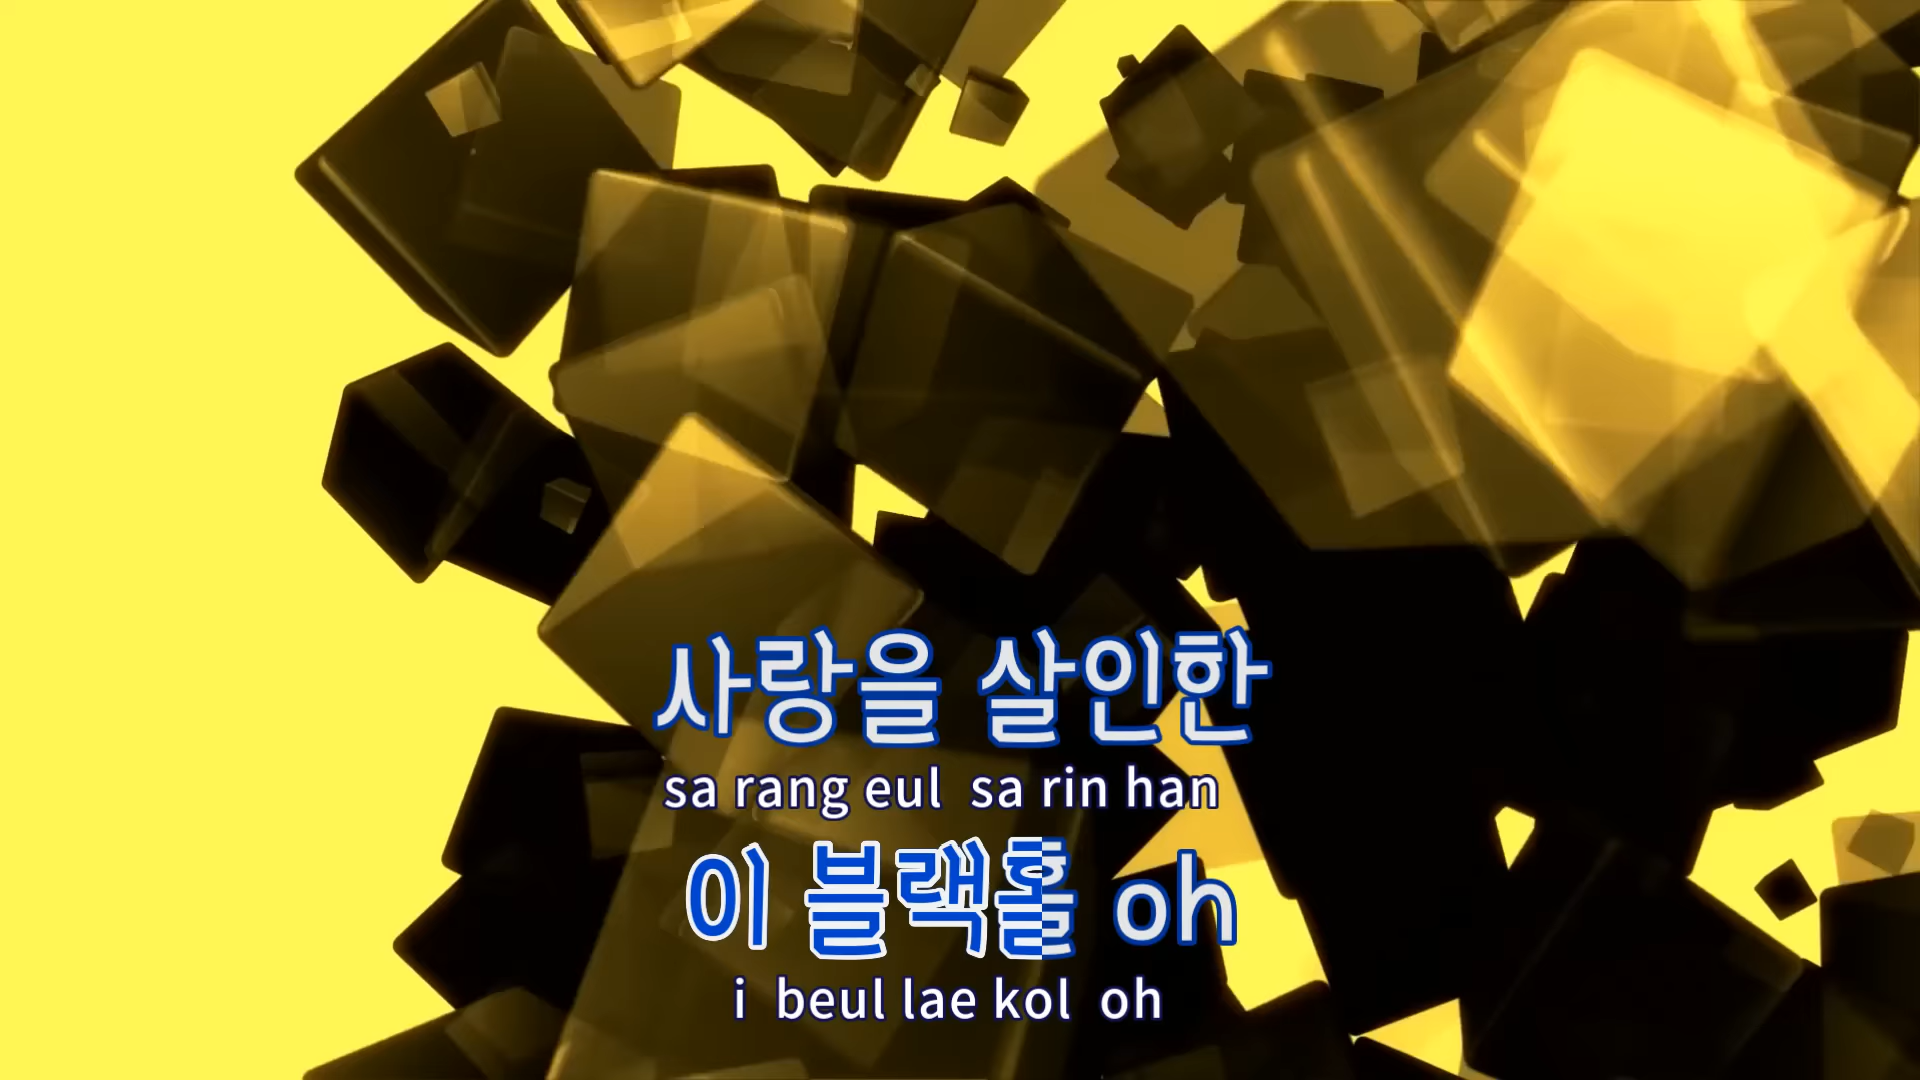 사랑을 살인한
sa rang eul sa rin han
이 블랙홀 oh
i beul lae kol oh